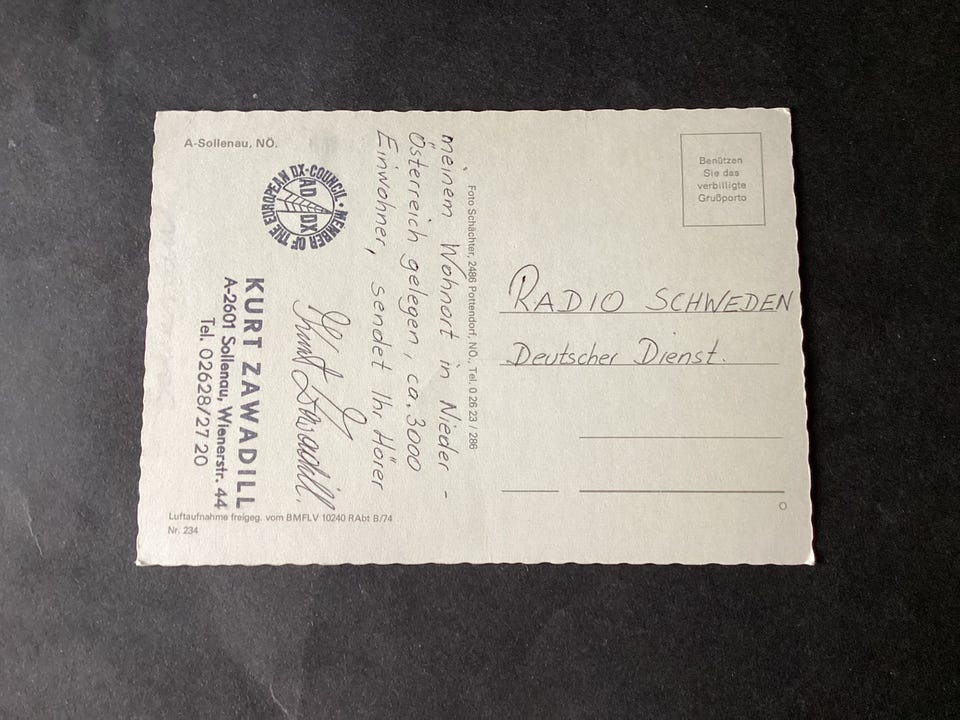 A-Sollenau, NÖ.
MEMBER OF THE EUROPEAN DX-COUNCIL ·
AD
DX
meinem Wohnort in Nieder-
Österreich gelegen, ca. 3000
Einwohner, sendet Ihr Hörer
Kurt Zawadill.
KURT ZAWADILL
A-2601 Sollenau, Wienerstr. 44
Tel. 02628/27 20
Luftaufnahme freigeg. vom BMFLV 10240 RAbt B/74
Nr. 234
Foto Schächter, 2486 Pottendorf, NÖ., Tel. 0 26 23 / 286
Benützen
Sie das
verbilligte
Grußporto
RADIO SCHWEDEN
Deutscher Dienst.